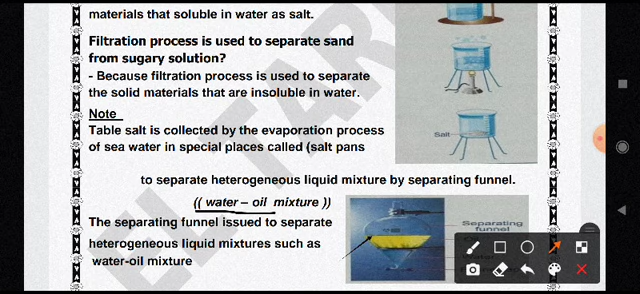 materials that soluble in water as salt.
Filtration process is used to separate sand
from sugary solution?
- Because filtration process is used to separate
the solid materials that are insoluble in water.
Note
Table salt is collected by the evaporation process
of sea water in special places called (salt pans
Salt
to separate heterogeneous liquid mixture by separating funnel.
(( water – oil mixture ))
The separating funnel issued to separate
heterogeneous liquid mixtures such as
water-oil mixture
Separating
funnel